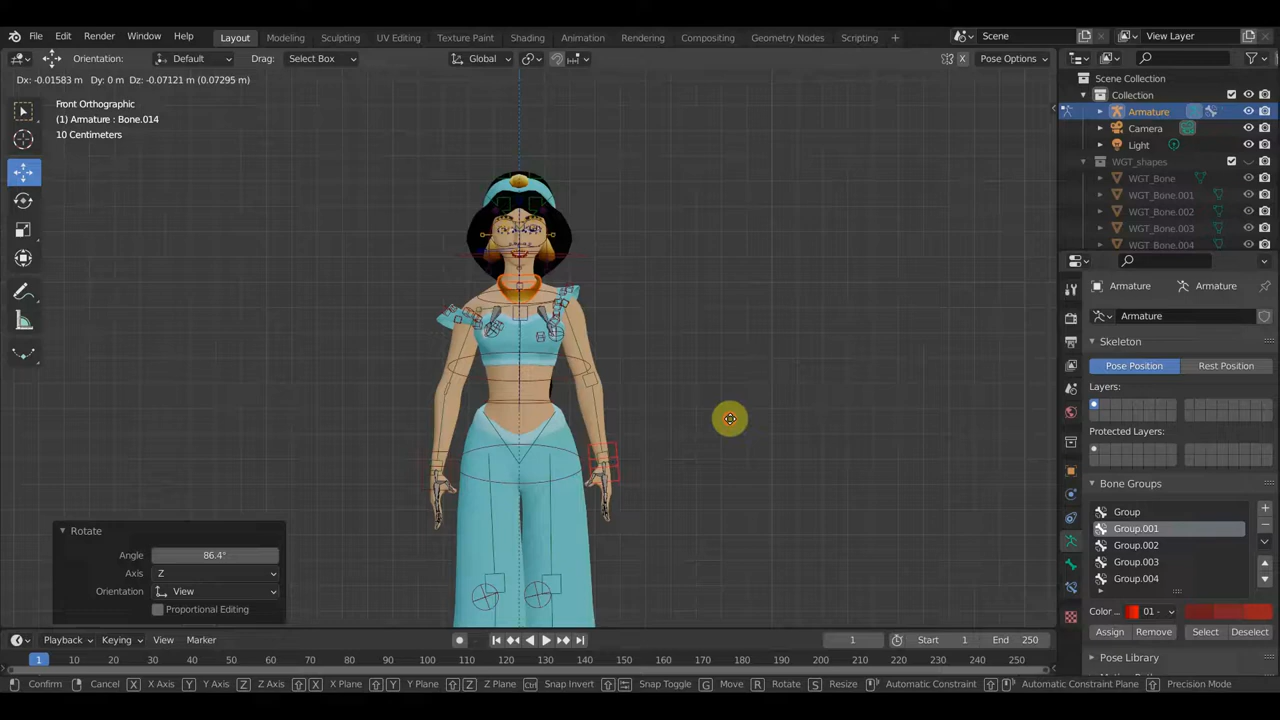 File Edit Render Window Help Layout Modeling Sculpting UV Editing Texture Paint Shading Animation Rendering Compositing Geometry Nodes Scripting + Scene View Layer
Orientation: Default Drag: Select Box Global X Pose Options
Dx: -0.01583 m Dy: 0 m Dz: -0.07121 m (0.07295 m)
Front Orthographic
(1) Armature : Bone.014
10 Centimeters
Scene Collection
Collection
Armature
Camera
Light
WGT_shapes
WGT_Bone
WGT_Bone.001
WGT_Bone.002
WGT_Bone.003
WGT_Bone.004
Armature Armature
Armature
Skeleton
Pose Position Rest Position
Layers:
Protected Layers:
Bone Groups
Group
Group.001
Group.002
Group.003
Group.004
Color ... 01 -
Assign Remove Select Deselect
Pose Library
Rotate
Angle 86.4°
Axis Z
Orientation View
Proportional Editing
Playback Keying View Marker 1 Start 1 End 250
1 10 20 30 40 50 60 70 80 90 100 110 120 130 140 150 160 170 180 190 200 210 220 230 240 250
Confirm Cancel X X Axis Y Y Axis Z Z Axis X X Plane Y Y Plane Z Z Plane Snap Invert Snap Toggle G Move R Rotate S Resize Automatic Constraint Automatic Constraint Plane Precision Mode